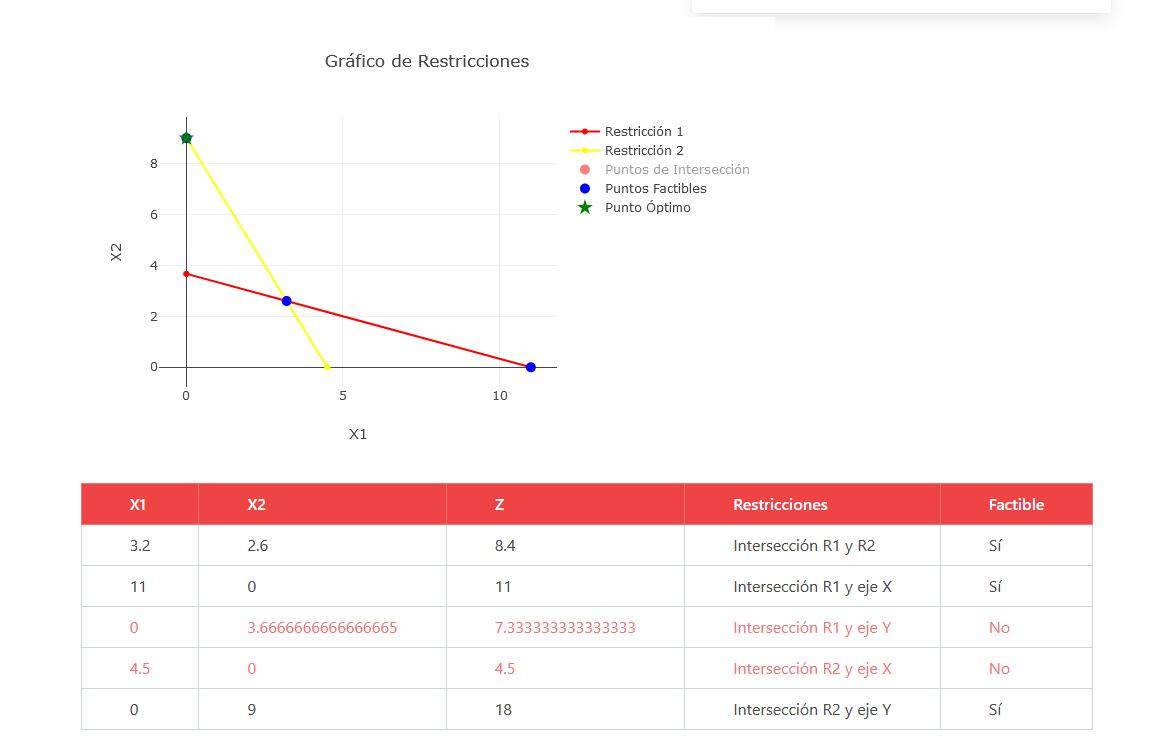 Gráfico de Restricciones
Restricción 1
Restricción 2
Puntos de Intersección
Puntos Factibles
Punto Óptimo
8
6
4
2
0
X2
0 5 10
X1
X1 X2 Z Restricciones Factible
3.2 2.6 8.4 Intersección R1 y R2 Sí
11 0 11 Intersección R1 y eje X Sí
0 3.6666666666666665 7.333333333333333 Intersección R1 y eje Y No
4.5 0 4.5 Intersección R2 y eje X No
0 9 18 Intersección R2 y eje Y Sí